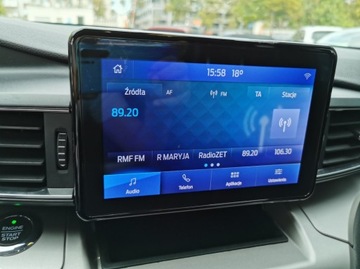 15:58 18°
Źródła AF FM TA Stacje
89.20
RMF FM R MARYJA RadioZET 89.20 106.30
Audio Telefon Aplikacje Ustawienia
ENGINE
START
STOP